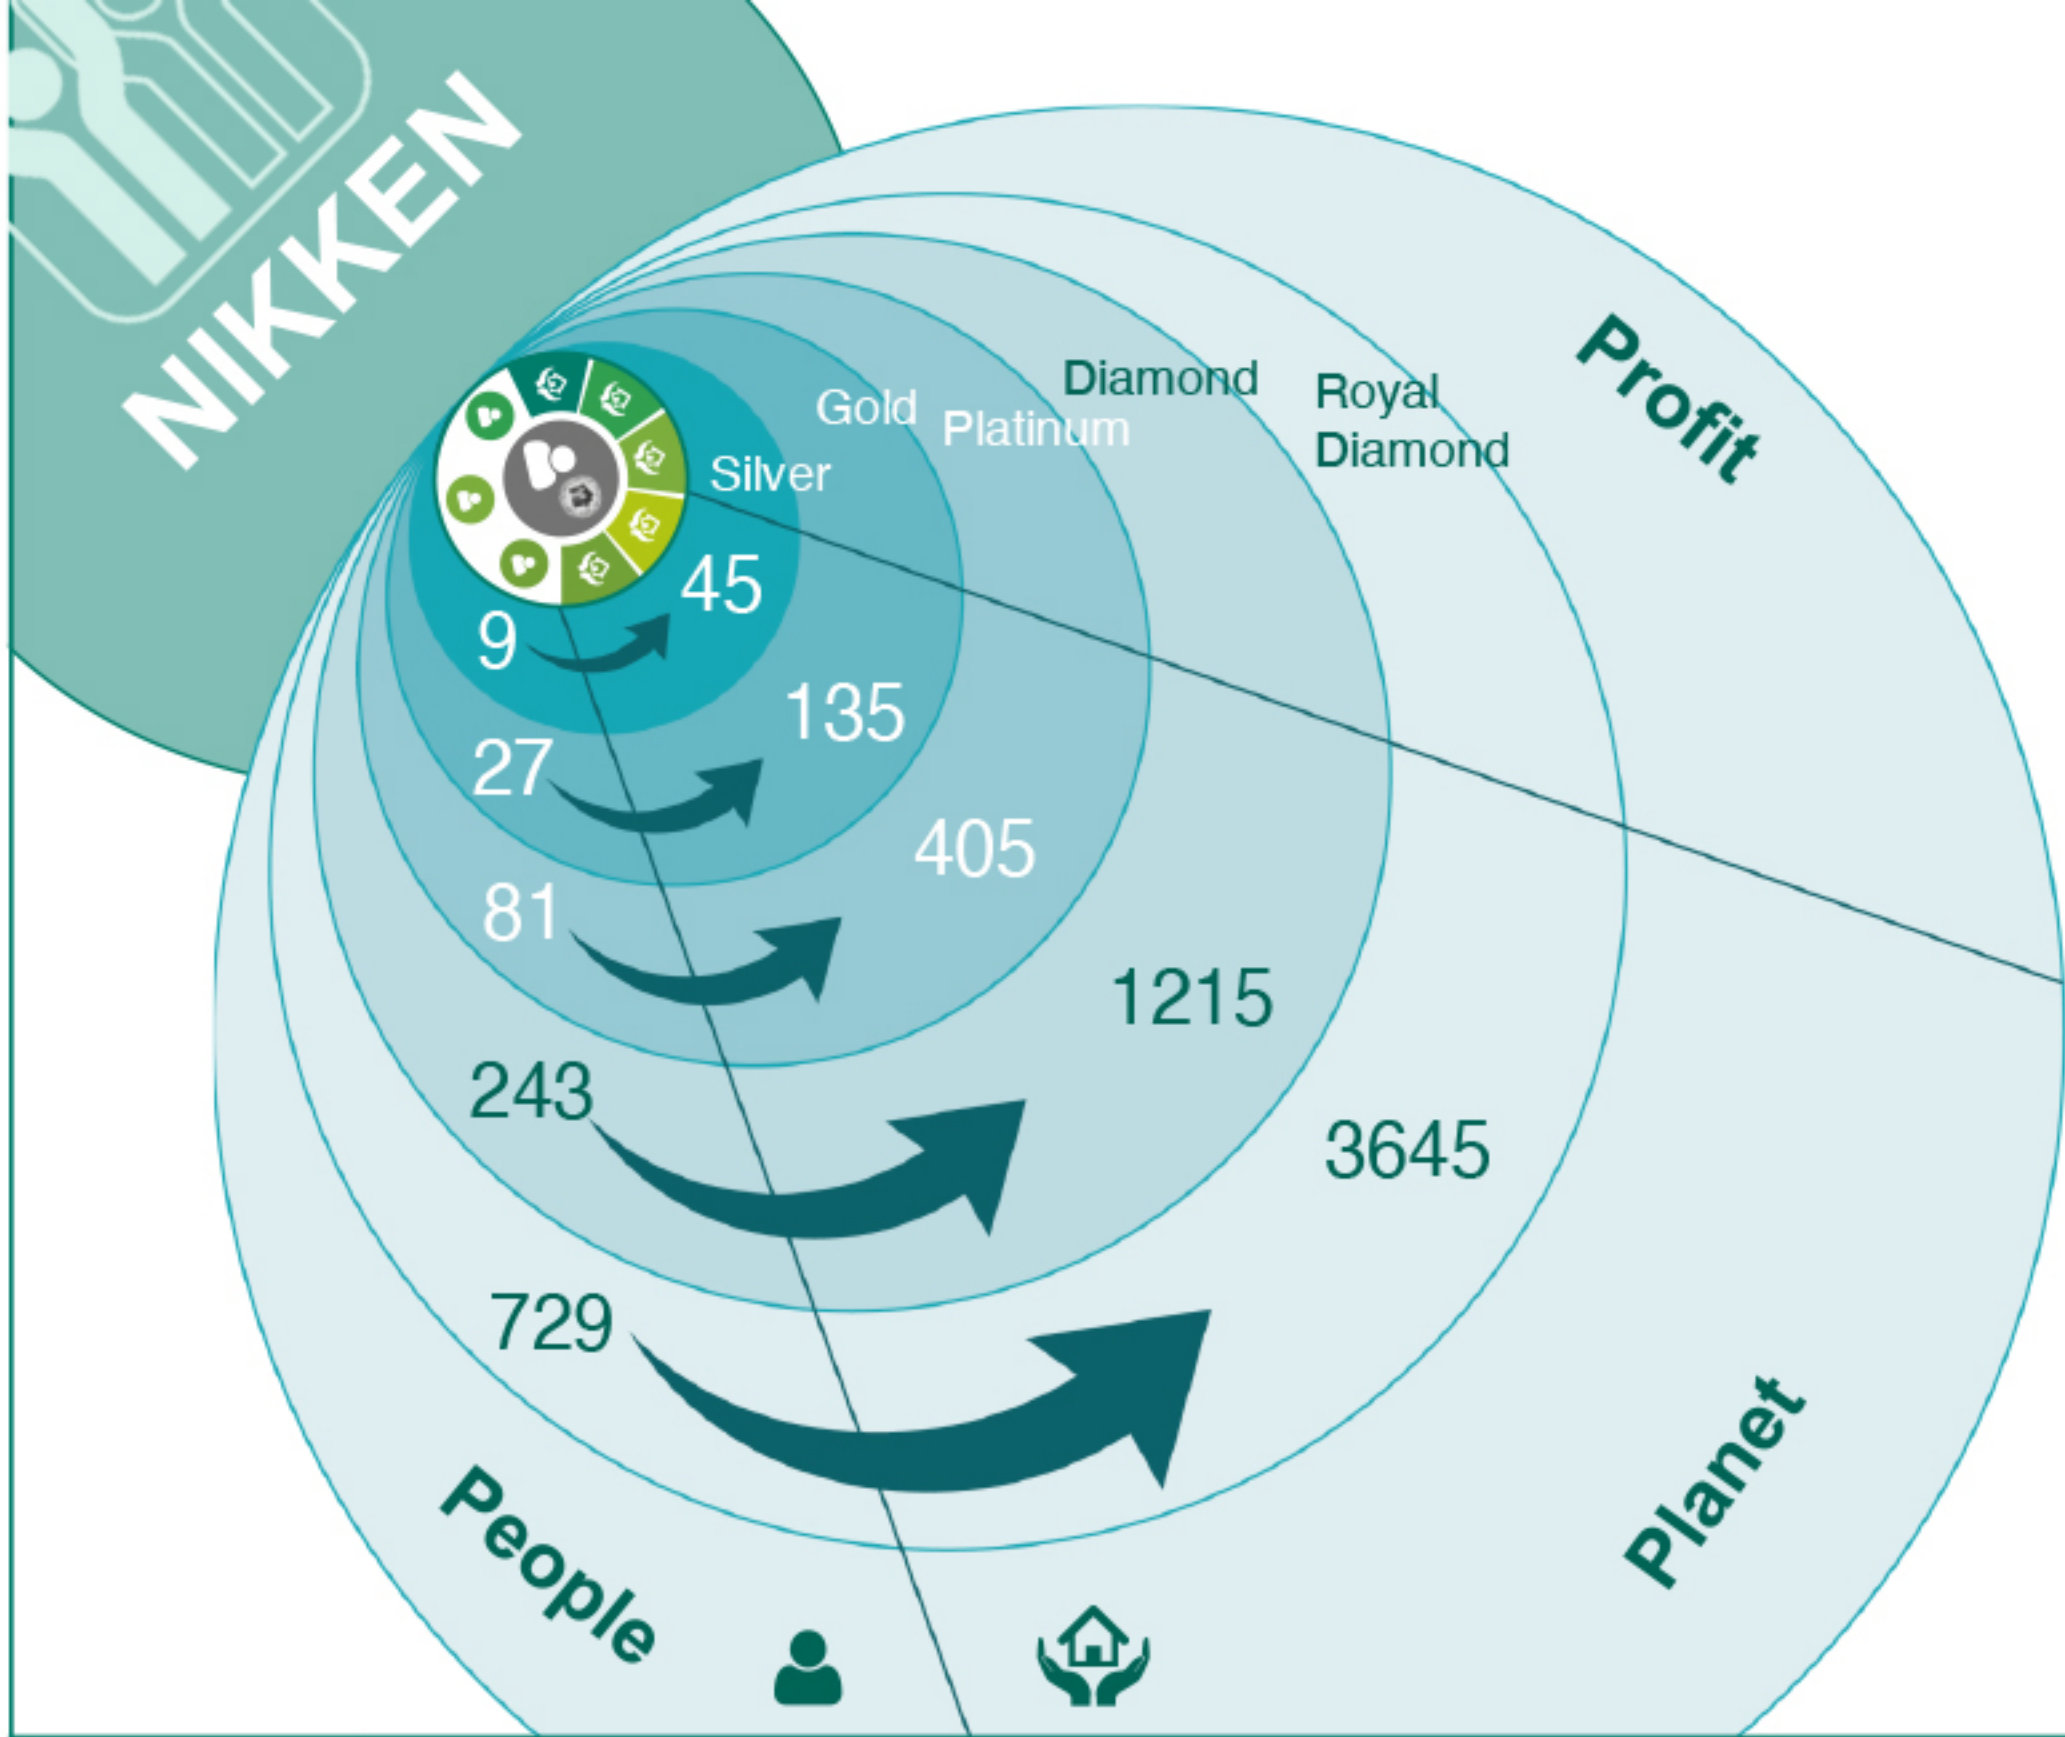 NIKKEN
Profit
Diamond
Royal
Diamond
Gold
Platinum
Silver
45
9
135
27
405
81
1215
243
3645
729
Planet
People